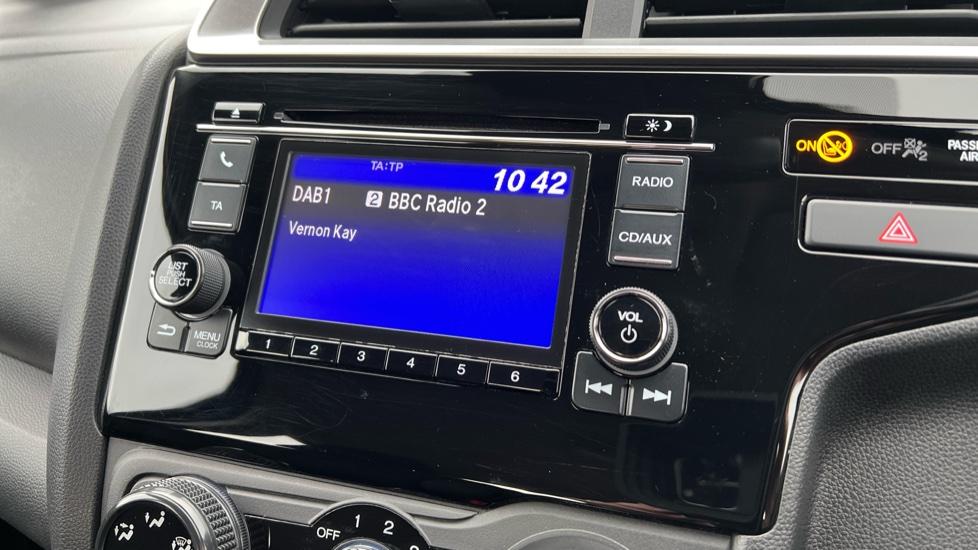 TA:TP
10 42
DAB1 2 BBC Radio 2
Vernon Kay
TA
LIST
PUSH
SELECT
MENU
CLOCK
1 2 3 4 5 6
RADIO
CD/AUX
VOL
ON
OFF 2
PASSE
AIR
OFF 1 2